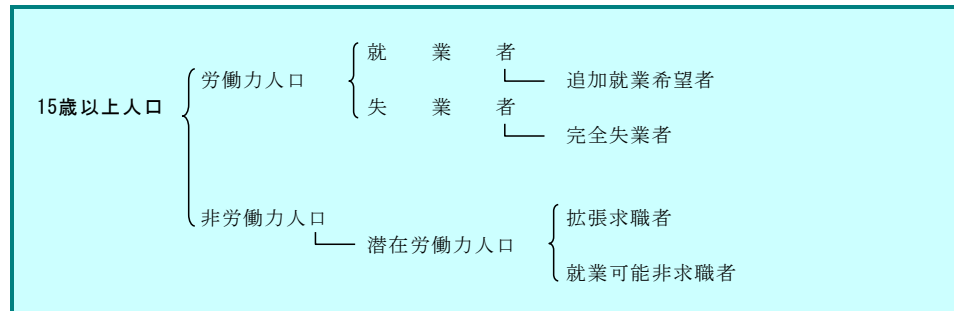 就業者
労働力人口
追加就業希望者
15歳以上人口
失業者
完全失業者
非労働力人口
拡張求職者
潜在労働力人口
就業可能非求職者